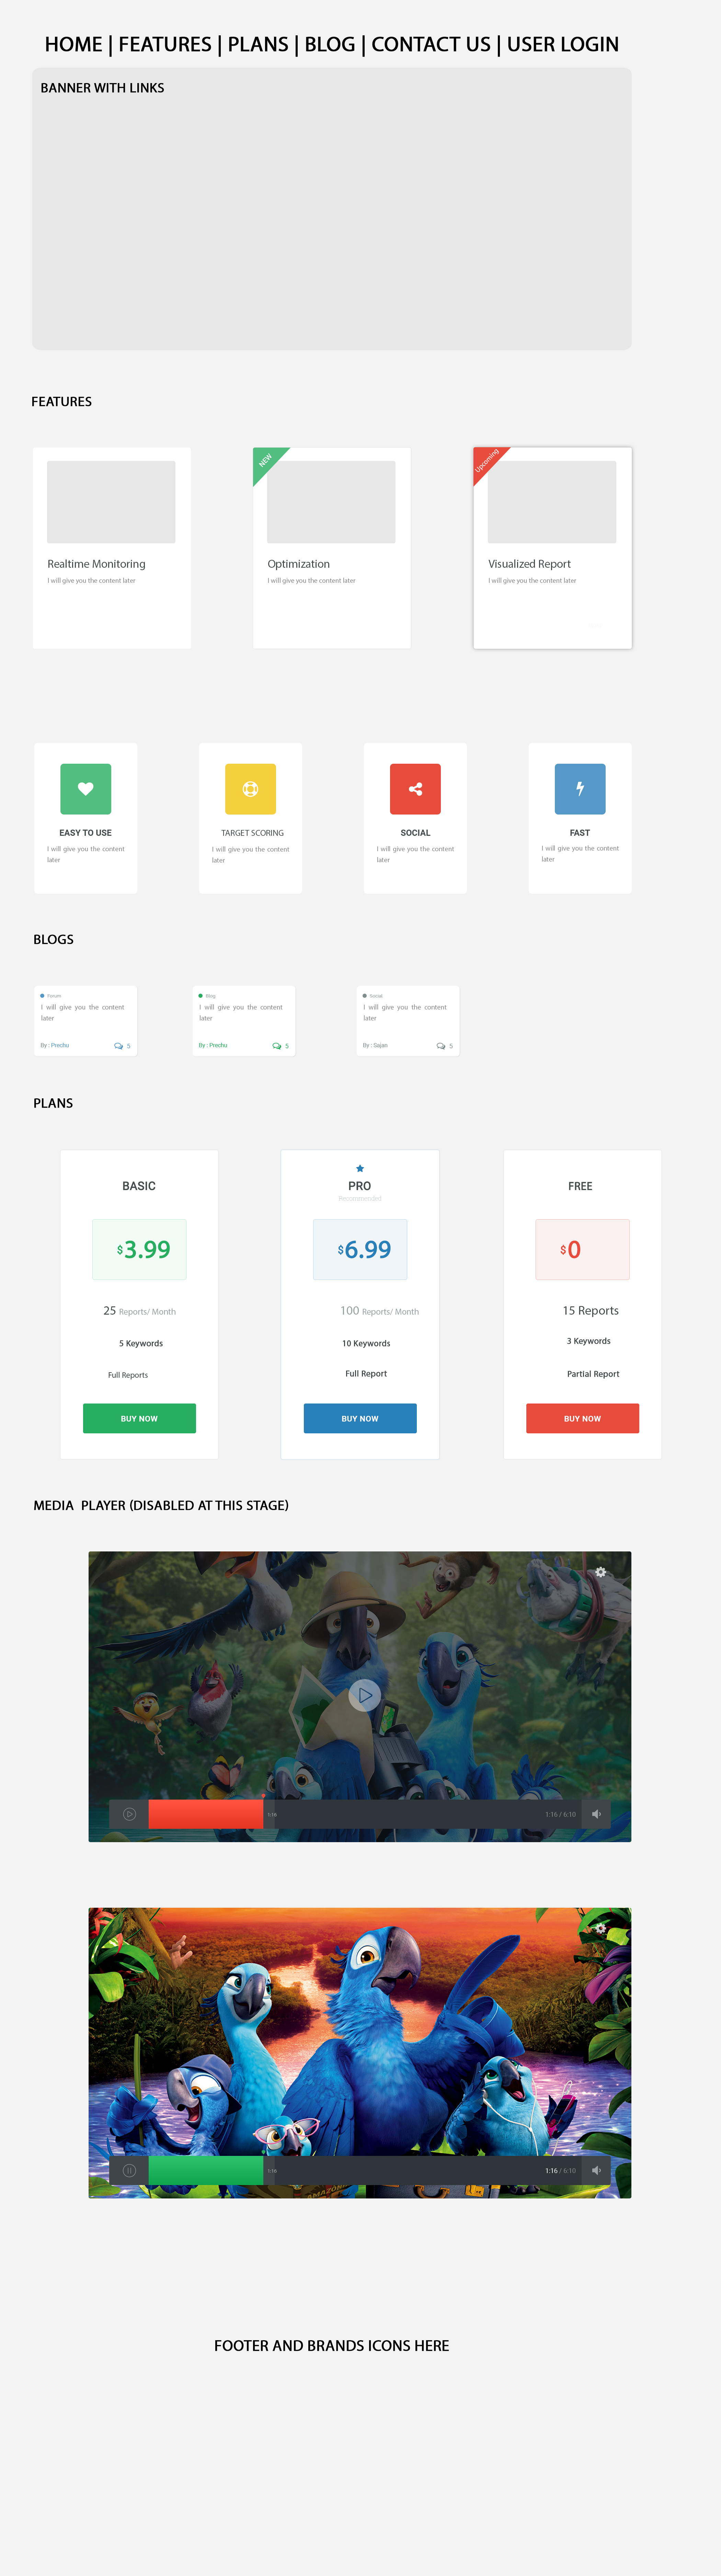 HOME | FEATURES | PLANS | BLOG | CONTACT US | USER LOGIN
BANNER WITH LINKS
FEATURES
Realtime Monitoring
I will give you the content later
NEW
Optimization
I will give you the content later
Upcoming
Visualized Report
I will give you the content later
EASY TO USE
I will give you the content
later
TARGET SCORING
I will give you the content
later
SOCIAL
I will give you the content
later
FAST
I will give you the content
later
BLOGS
Forum
I will give you the content
later
By : Prechu
5
Blog
I will give you the content
later
By : Prechu
5
Social
I will give you the content
later
By : Sajan
5
PLANS
BASIC
$3.99
25 Reports/ Month
5 Keywords
Full Reports
BUY NOW
PRO
Recommended
$6.99
100 Reports/ Month
10 Keywords
Full Report
BUY NOW
FREE
$0
15 Reports
3 Keywords
Partial Report
BUY NOW
MEDIA PLAYER (DISABLED AT THIS STAGE)
1:16
1:16 / 6:10
1:16
1:16 / 6:10
FOOTER AND BRANDS ICONS HERE